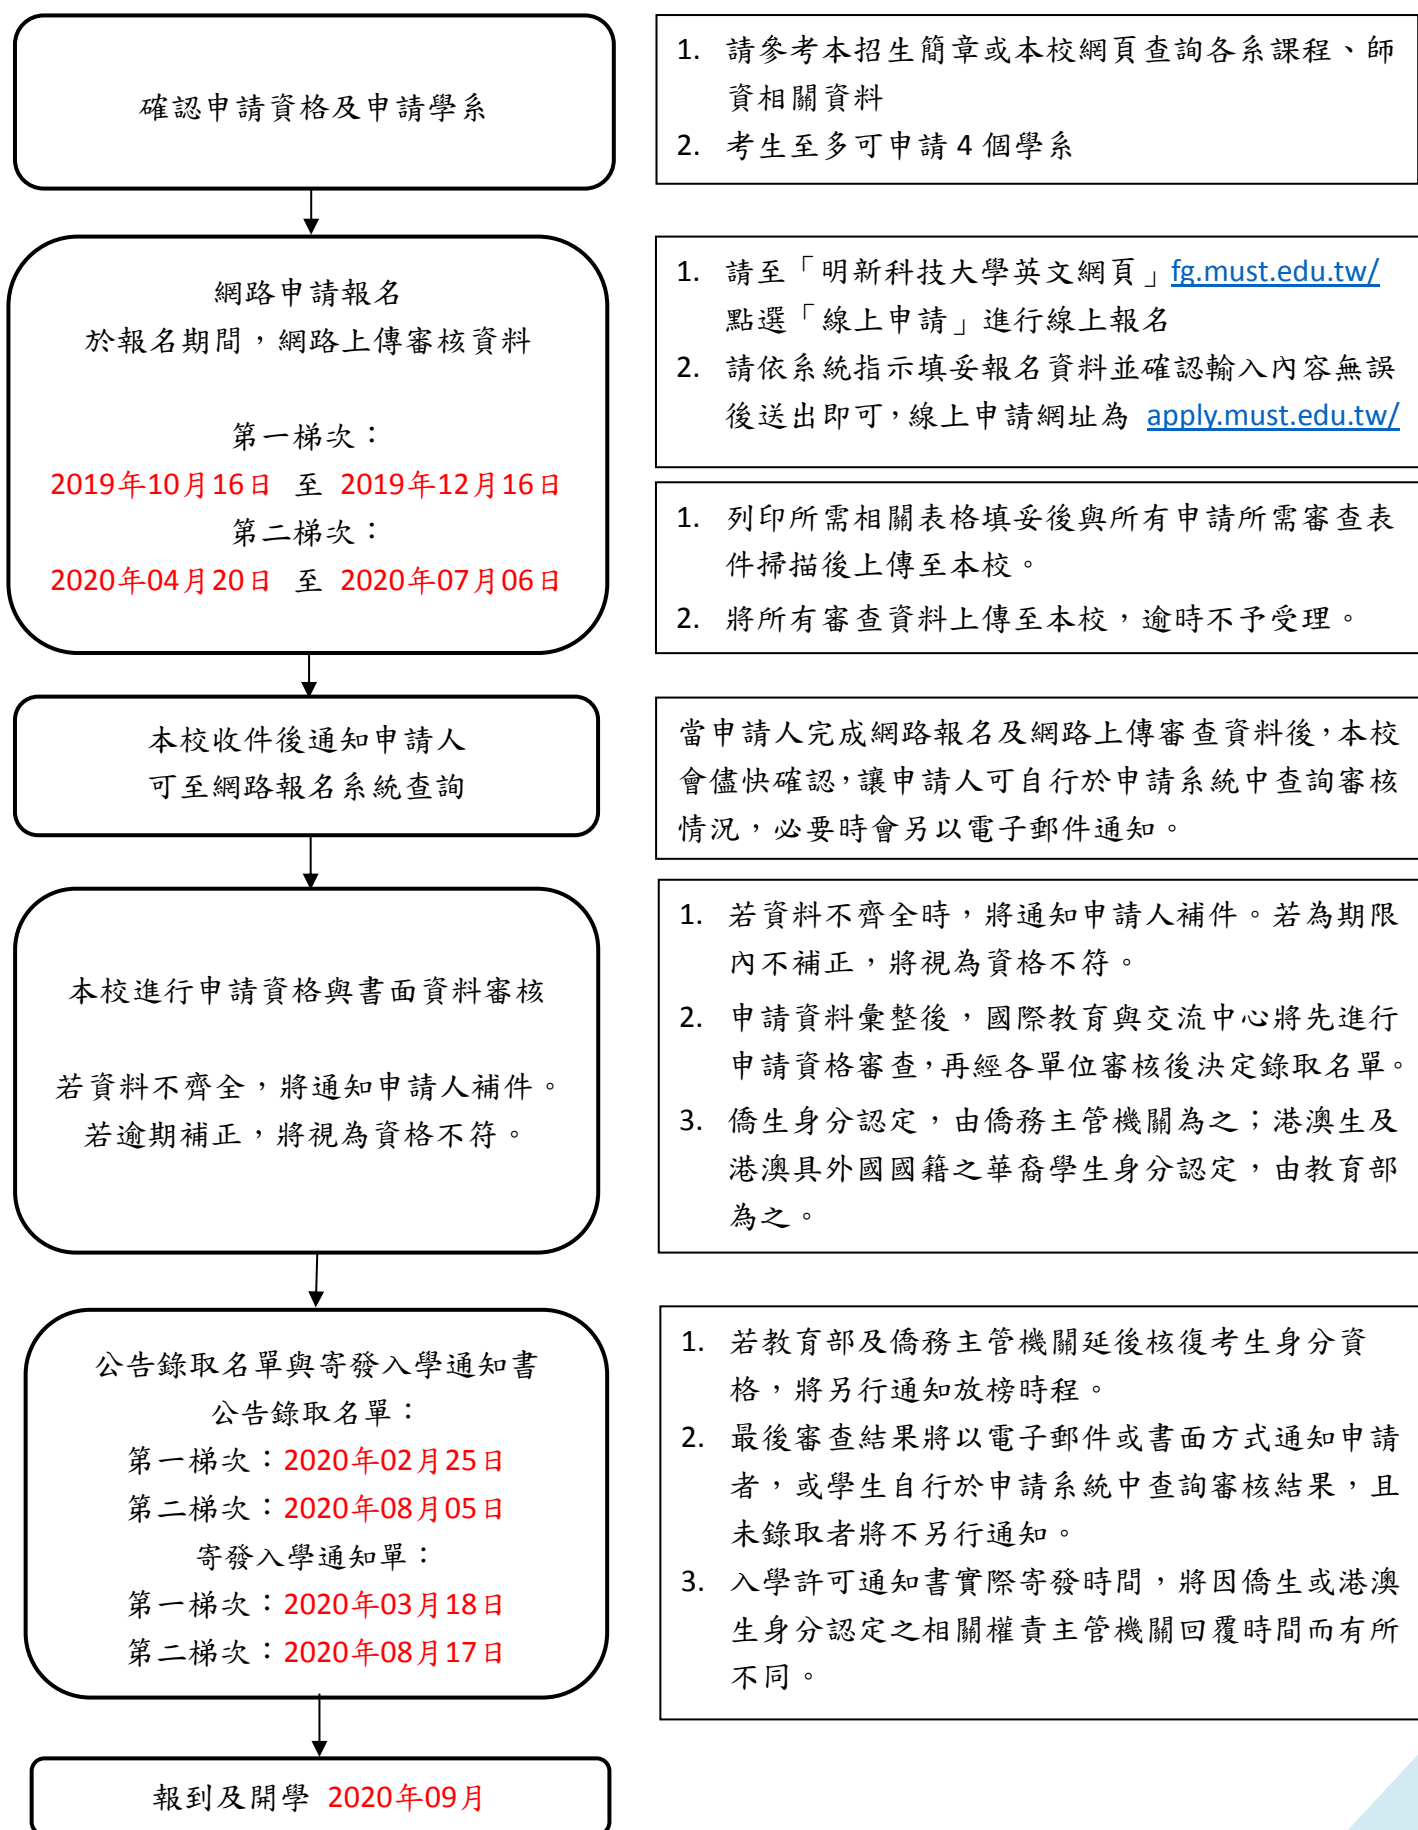 確認申請資格及申請學系
1. 請參考本招生簡章或本校網頁查詢各系課程、師
資相關資料
2. 考生至多可申請 4 個學系
網路申請報名
於報名期間，網路上傳審核資料
第一梯次：
2019年10月16日 至 2019年12月16日
第二梯次：
2020年04月20日 至 2020年07月06日
1. 請至「明新科技大學英文網頁」fg.must.edu.tw/
點選「線上申請」進行線上報名
2. 請依系統指示填妥報名資料並確認輸入內容無誤
後送出即可，線上申請網址為 apply.must.edu.tw/
1. 列印所需相關表格填妥後與所有申請所需審查表
件掃描後上傳至本校。
2. 將所有審查資料上傳至本校，逾時不予受理。
本校收件後通知申請人
可至網路報名系統查詢
當申請人完成網路報名及網路上傳審查資料後，本校
會儘快確認，讓申請人可自行於申請系統中查詢審核
情況，必要時會另以電子郵件通知。
本校進行申請資格與書面資料審核
若資料不齊全，將通知申請人補件。
若逾期補正，將視為資格不符。
1. 若資料不齊全時，將通知申請人補件。若為期限
內不補正，將視為資格不符。
2. 申請資料彙整後，國際教育與交流中心將先進行
申請資格審查，再經各單位審核後決定錄取名單。
3. 僑生身分認定，由僑務主管機關為之；港澳生及
港澳具外國國籍之華裔學生身分認定，由教育部
為之。
公告錄取名單與寄發入學通知書
公告錄取名單：
第一梯次：2020年02月25日
第二梯次：2020年08月05日
寄發入學通知單：
第一梯次：2020年03月18日
第二梯次：2020年08月17日
1. 若教育部及僑務主管機關延後核復考生身分資
格，將另行通知放榜時程。
2. 最後審查結果將以電子郵件或書面方式通知申請
者，或學生自行於申請系統中查詢審核結果，且
未錄取者將不另行通知。
3. 入學許可通知書實際寄發時間，將因僑生或港澳
生身分認定之相關權責主管機關回覆時間而有所
不同。
報到及開學 2020年09月